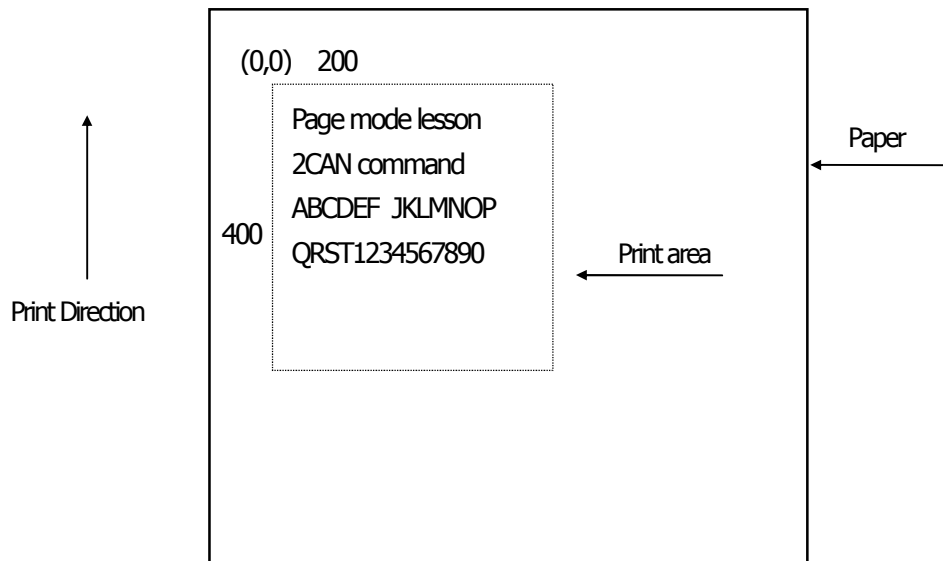 (0,0) 200
Page mode lesson
2CAN command
ABCDEF JKLMNOP
QRST1234567890
400
Print area
Paper
Print Direction